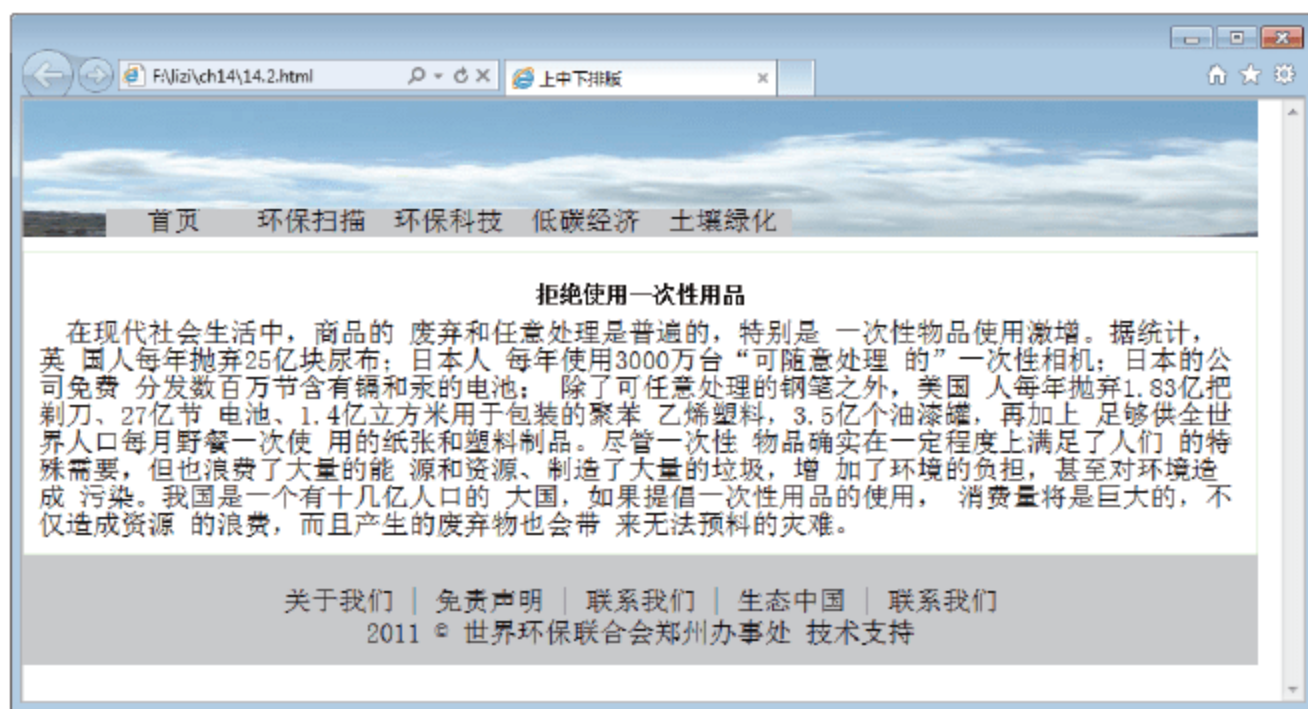 F:\lizi\ch14\14.2.html
上中下排版
首页 环保扫描 环保科技 低碳经济 土壤绿化
拒绝使用一次性用品
在现代社会生活中，商品的 废弃和任意处理是普遍的，特别是 一次性物品使用激增。据统计，
英 国人每年抛弃25亿块尿布；日本人 每年使用3000万台“可随意处理 的”一次性相机；日本的公
司免费 分发数百万节含有镉和汞的电池； 除了可任意处理的钢笔之外，美国 人每年抛弃1.83亿把
剃刀、27亿节 电池、1.4亿立方米用于包装的聚苯 乙烯塑料，3.5亿个油漆罐，再加上 足够供全世
界人口每月野餐一次使 用的纸张和塑料制品。尽管一次性 物品确实在一定程度上满足了人们 的特
殊需要，但也浪费了大量的能 源和资源、制造了大量的垃圾，增 加了环境的负担，甚至对环境造
成 污染。我国是一个有十几亿人口的 大国，如果提倡一次性用品的使用， 消费量将是巨大的，不
仅造成资源 的浪费，而且产生的废弃物也会带 来无法预料的灾难。
关于我们 | 免责声明 | 联系我们 | 生态中国 | 联系我们
2011 © 世界环保联合会郑州办事处 技术支持